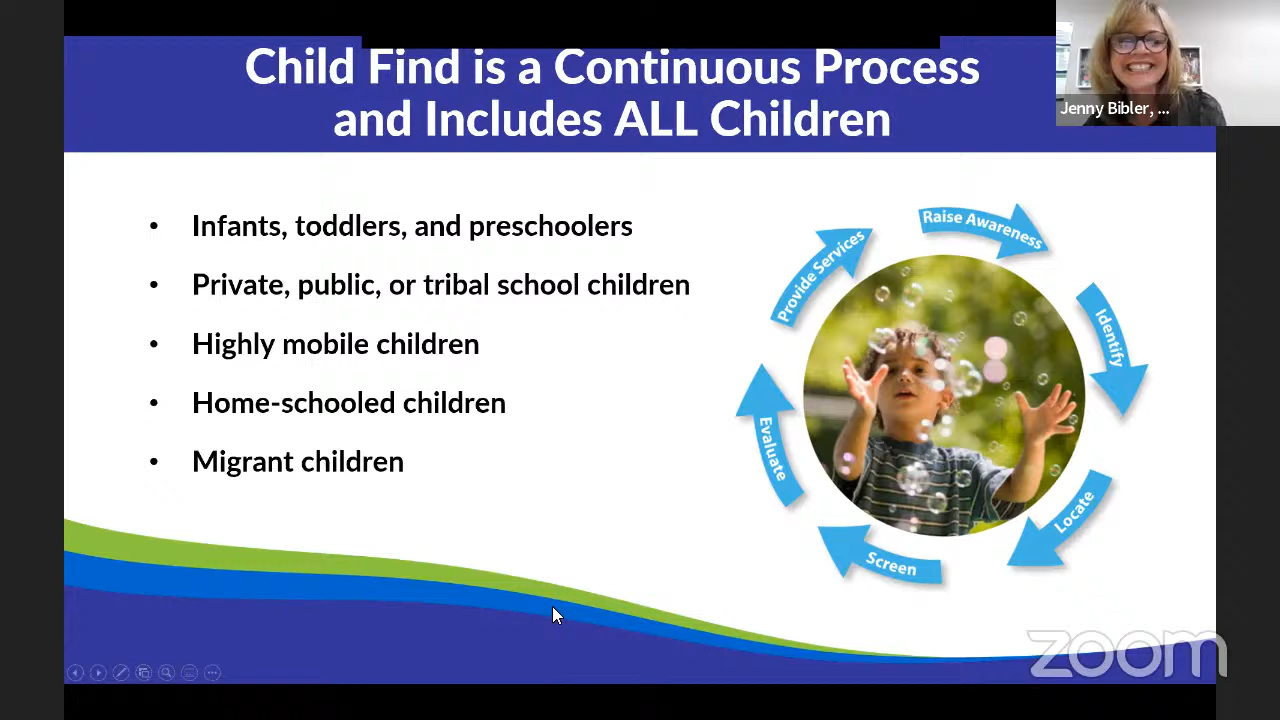 Child Find is a Continuous Process
and Includes ALL Children
Jenny Bibler, ...
• Infants, toddlers, and preschoolers
• Private, public, or tribal school children
• Highly mobile children
• Home-schooled children
• Migrant children
Raise Awareness
Identify
Locate
Screen
Evaluate
Provide Services
zoom